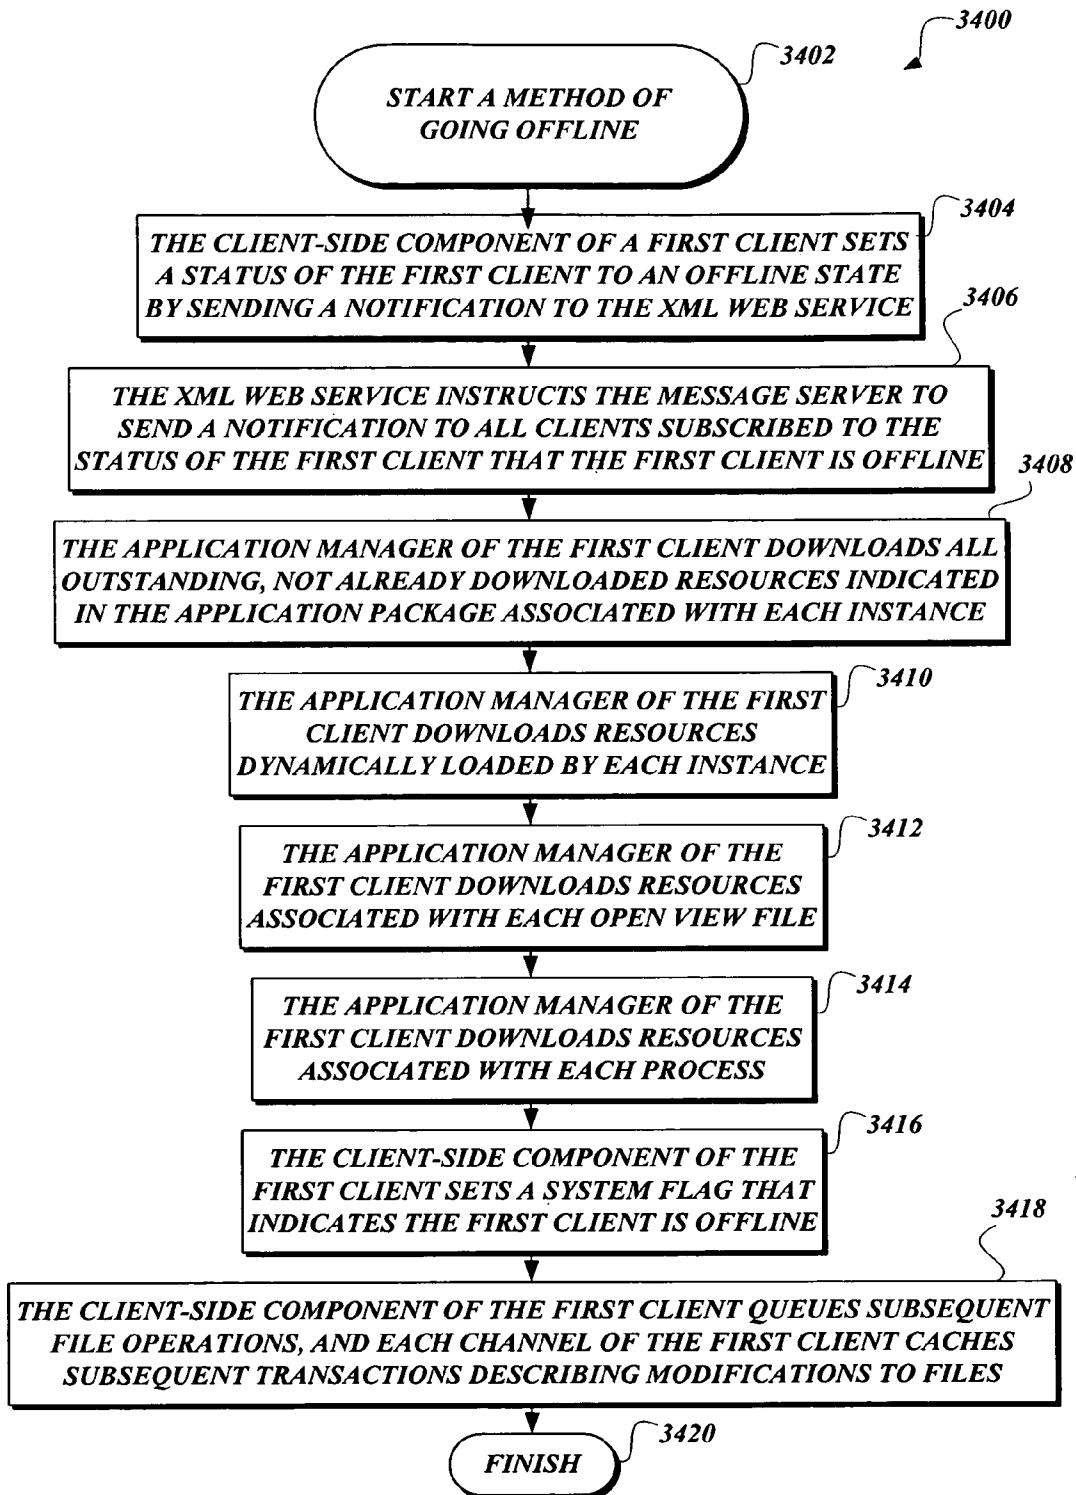 3400
3402
START A METHOD OF
GOING OFFLINE
3404
THE CLIENT-SIDE COMPONENT OF A FIRST CLIENT SETS
A STATUS OF THE FIRST CLIENT TO AN OFFLINE STATE
BY SENDING A NOTIFICATION TO THE XML WEB SERVICE
3406
THE XML WEB SERVICE INSTRUCTS THE MESSAGE SERVER TO
SEND A NOTIFICATION TO ALL CLIENTS SUBSCRIBED TO THE
STATUS OF THE FIRST CLIENT THAT THE FIRST CLIENT IS OFFLINE
3408
THE APPLICATION MANAGER OF THE FIRST CLIENT DOWNLOADS ALL
OUTSTANDING, NOT ALREADY DOWNLOADED RESOURCES INDICATED
IN THE APPLICATION PACKAGE ASSOCIATED WITH EACH INSTANCE
3410
THE APPLICATION MANAGER OF THE FIRST
CLIENT DOWNLOADS RESOURCES
DYNAMICALLY LOADED BY EACH INSTANCE
3412
THE APPLICATION MANAGER OF THE
FIRST CLIENT DOWNLOADS RESOURCES
ASSOCIATED WITH EACH OPEN VIEW FILE
3414
THE APPLICATION MANAGER OF THE
FIRST CLIENT DOWNLOADS RESOURCES
ASSOCIATED WITH EACH PROCESS
3416
THE CLIENT-SIDE COMPONENT OF THE
FIRST CLIENT SETS A SYSTEM FLAG THAT
INDICATES THE FIRST CLIENT IS OFFLINE
3418
THE CLIENT-SIDE COMPONENT OF THE FIRST CLIENT QUEUES SUBSEQUENT
FILE OPERATIONS, AND EACH CHANNEL OF THE FIRST CLIENT CACHES
SUBSEQUENT TRANSACTIONS DESCRIBING MODIFICATIONS TO FILES
3420
FINISH